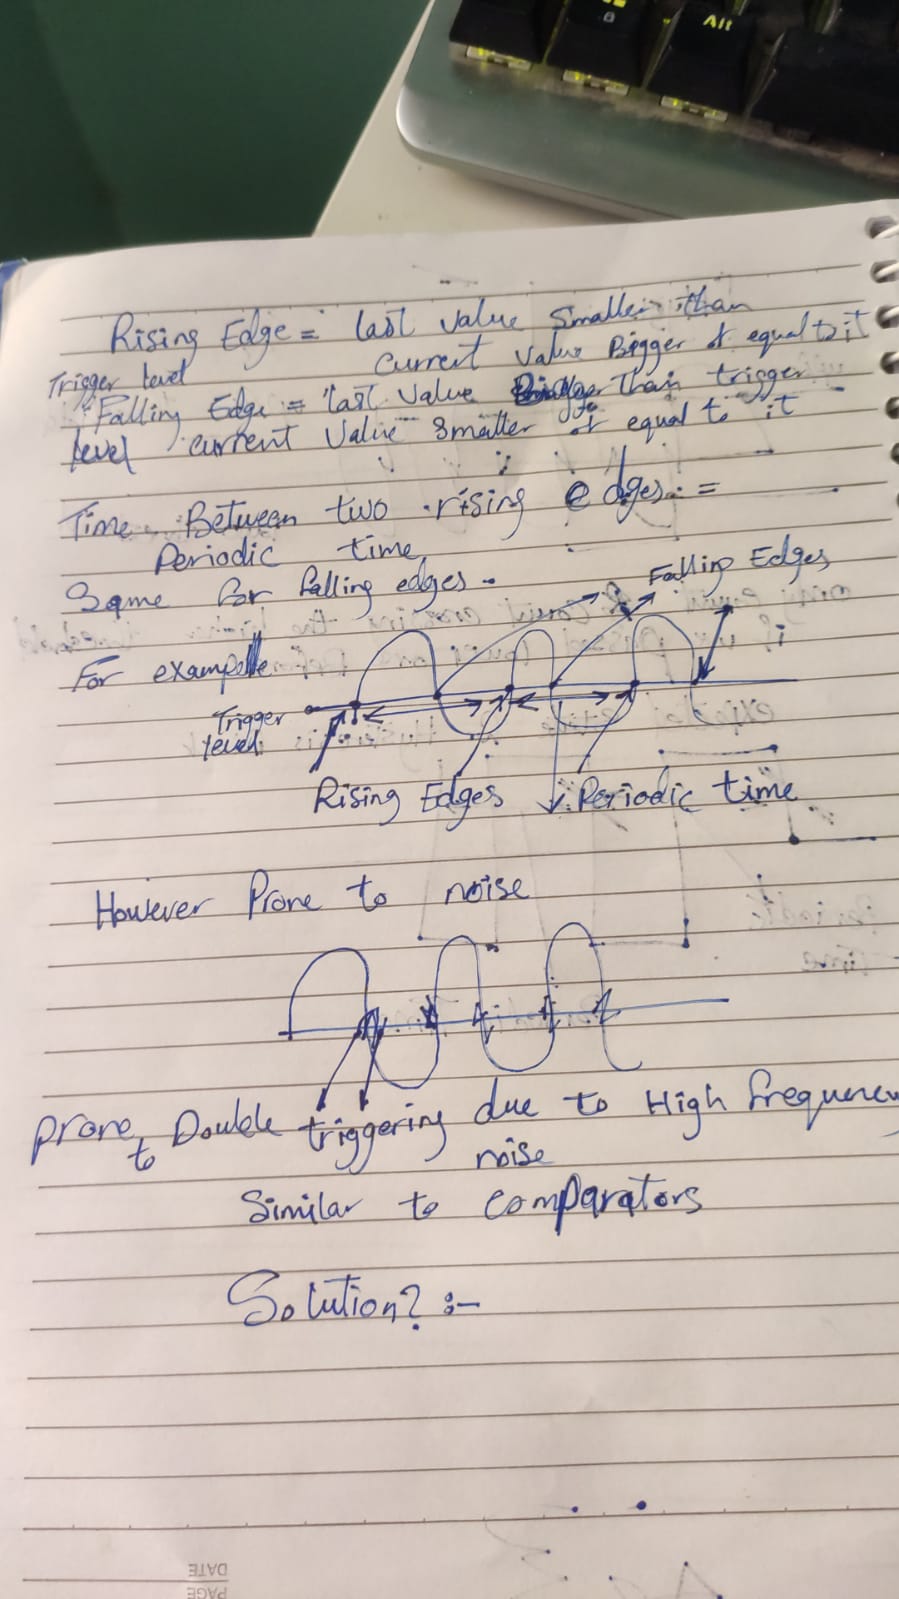 Alt
Rising Edge = last value smaller than
Trigger level current value Bigger or equal to it
Falling Edge = last value Bigger Than trigger
level current value smaller or equal to it
Time Between two rising edges =
Periodic time
Same for falling edges.
Falling Edges
For example
Trigger
level
Rising Edges Periodic time
However Prone to noise
prone to Double triggering due to High frequency
noise
Similar to comparators
Solution? :-
DATE
PAGE